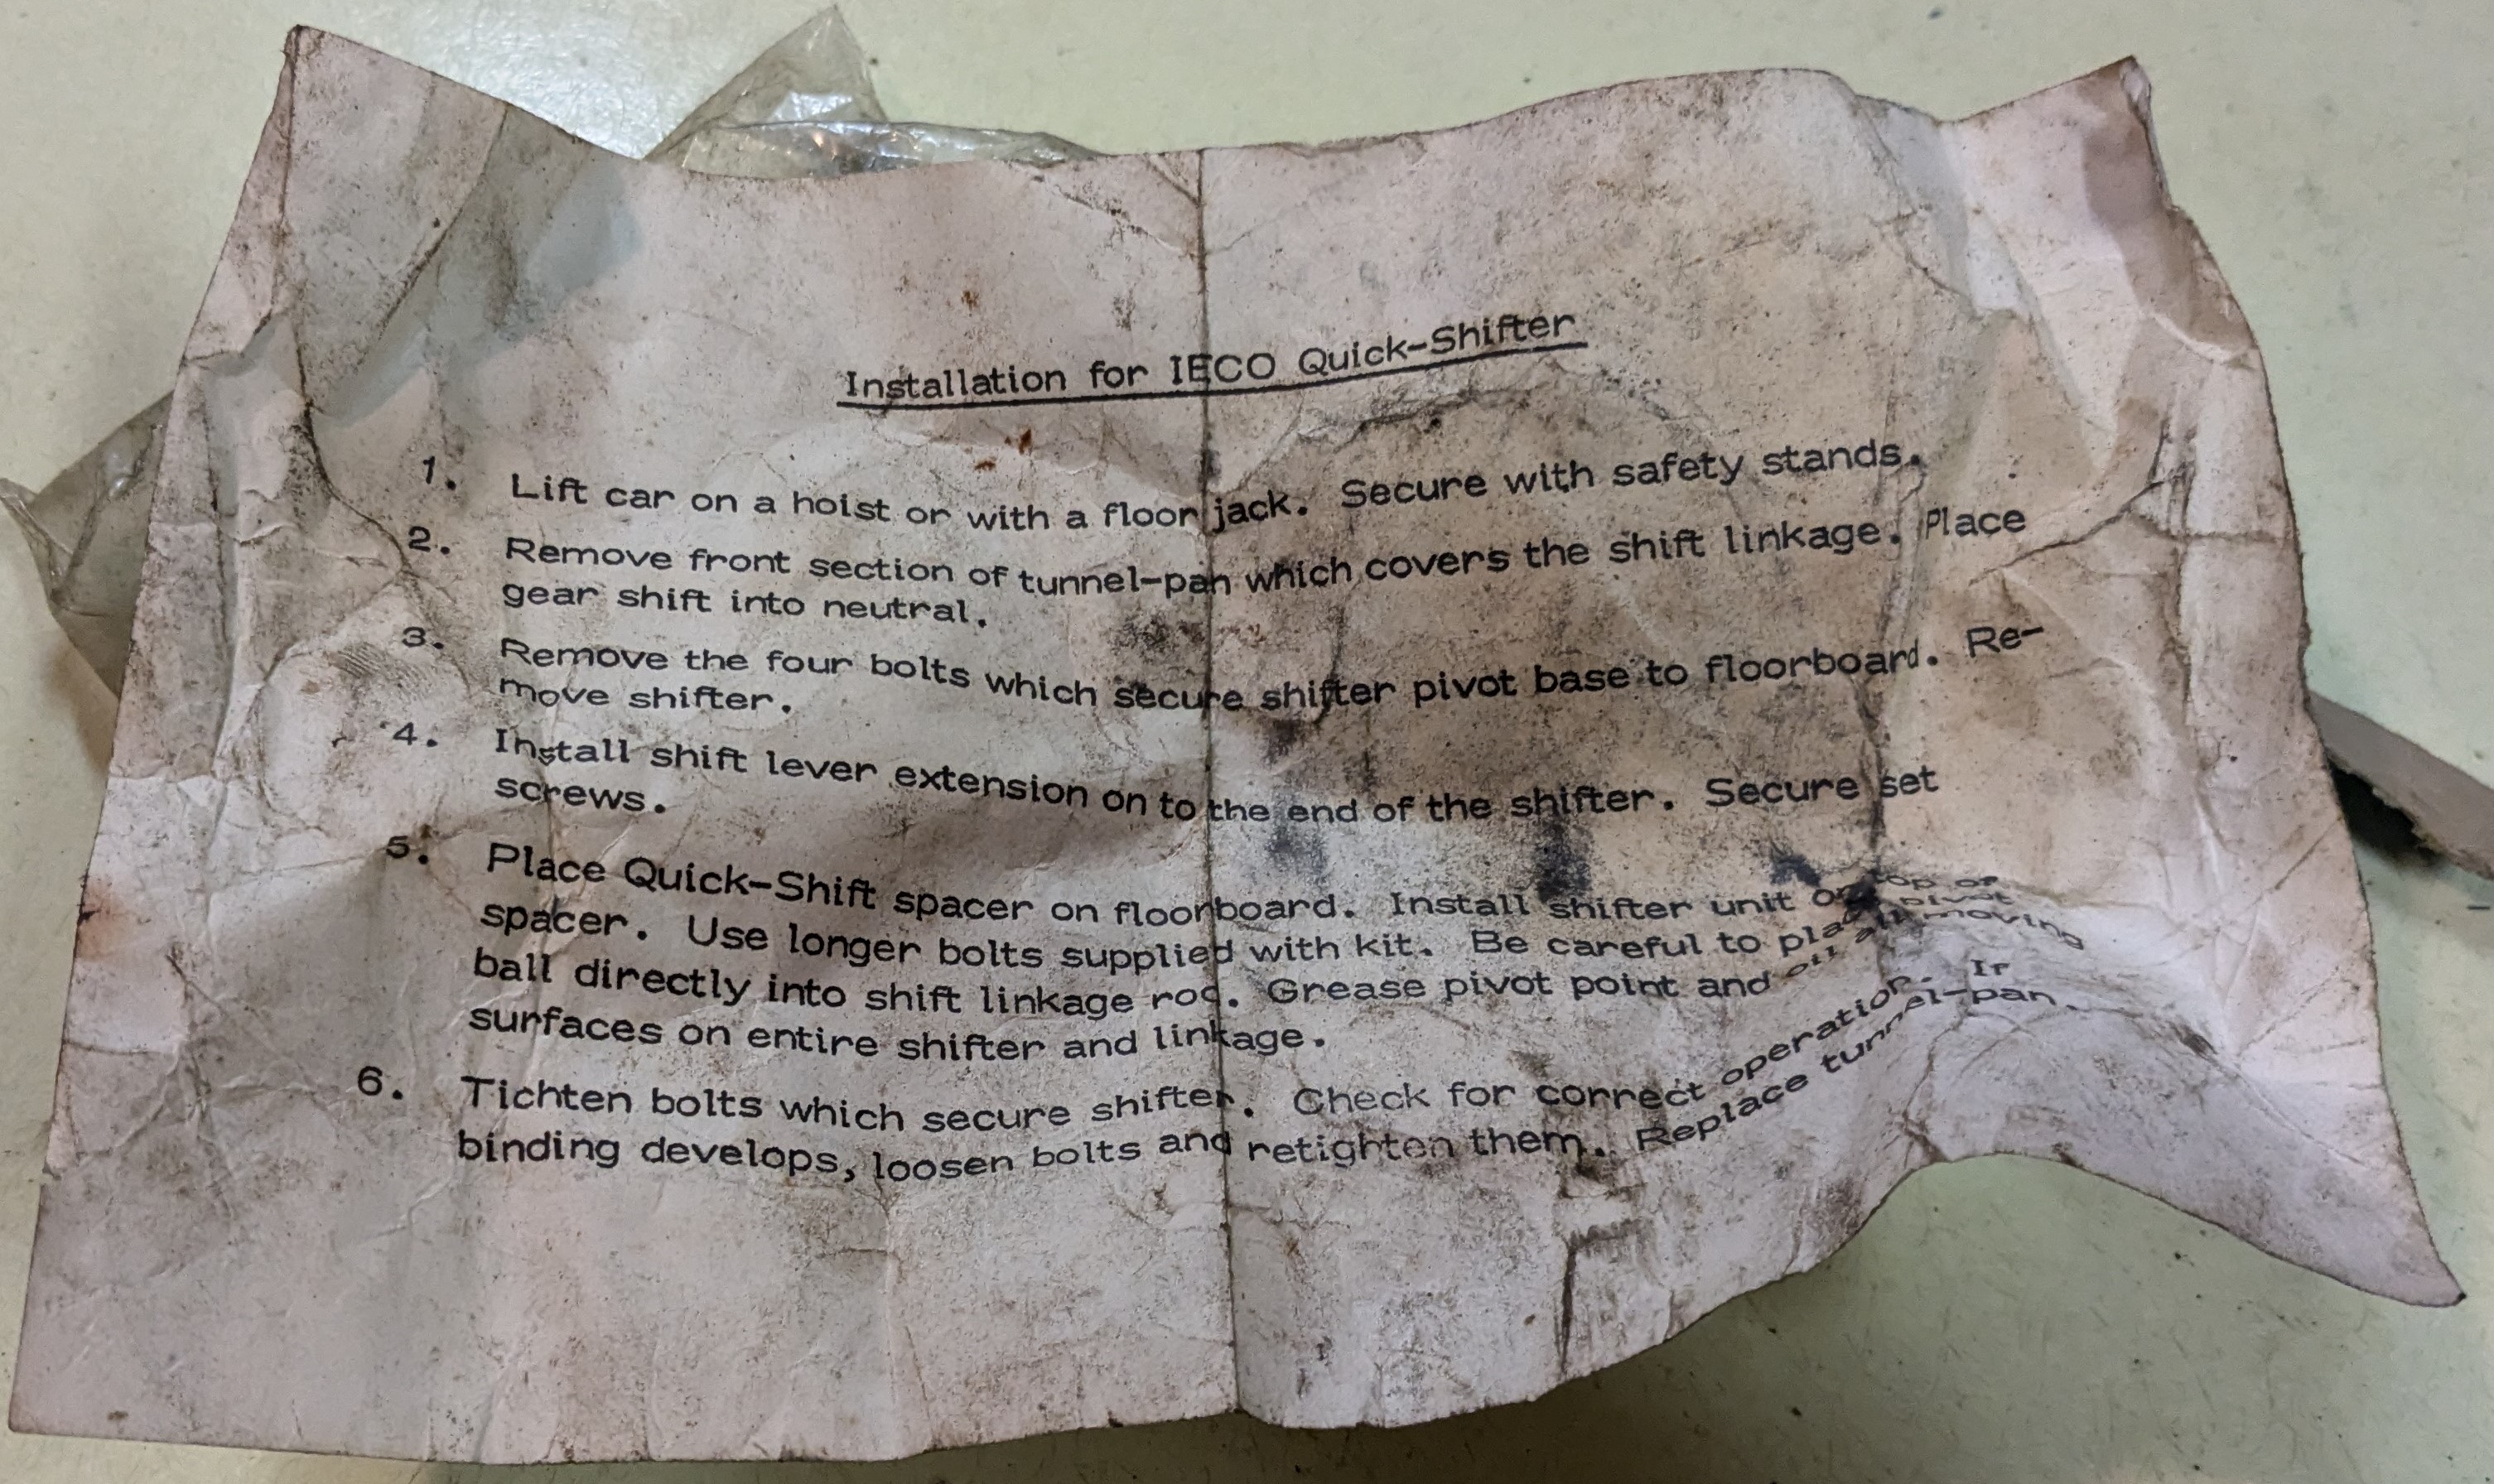 Installation for IECO Quick-Shifter
1. Lift car on a hoist or with a floor jack. Secure with safety stands.
2. Remove front section of tunnel-pan which covers the shift linkage. Place
gear shift into neutral.
3. Remove the four bolts which secure shifter pivot base to floorboard. Re-
move shifter.
4. Install shift lever extension on to the end of the shifter. Secure set
screws.
5. Place Quick-Shift spacer on floorboard. Install shifter unit on top of
spacer. Use longer bolts supplied with kit. Be careful to place pivot
ball directly into shift linkage rod. Grease pivot point and oil all moving
surfaces on entire shifter and linkage.
6. Tichten bolts which secure shifter. Check for correct operation. If
binding develops, loosen bolts and retighten them. Replace tunnel-pan.